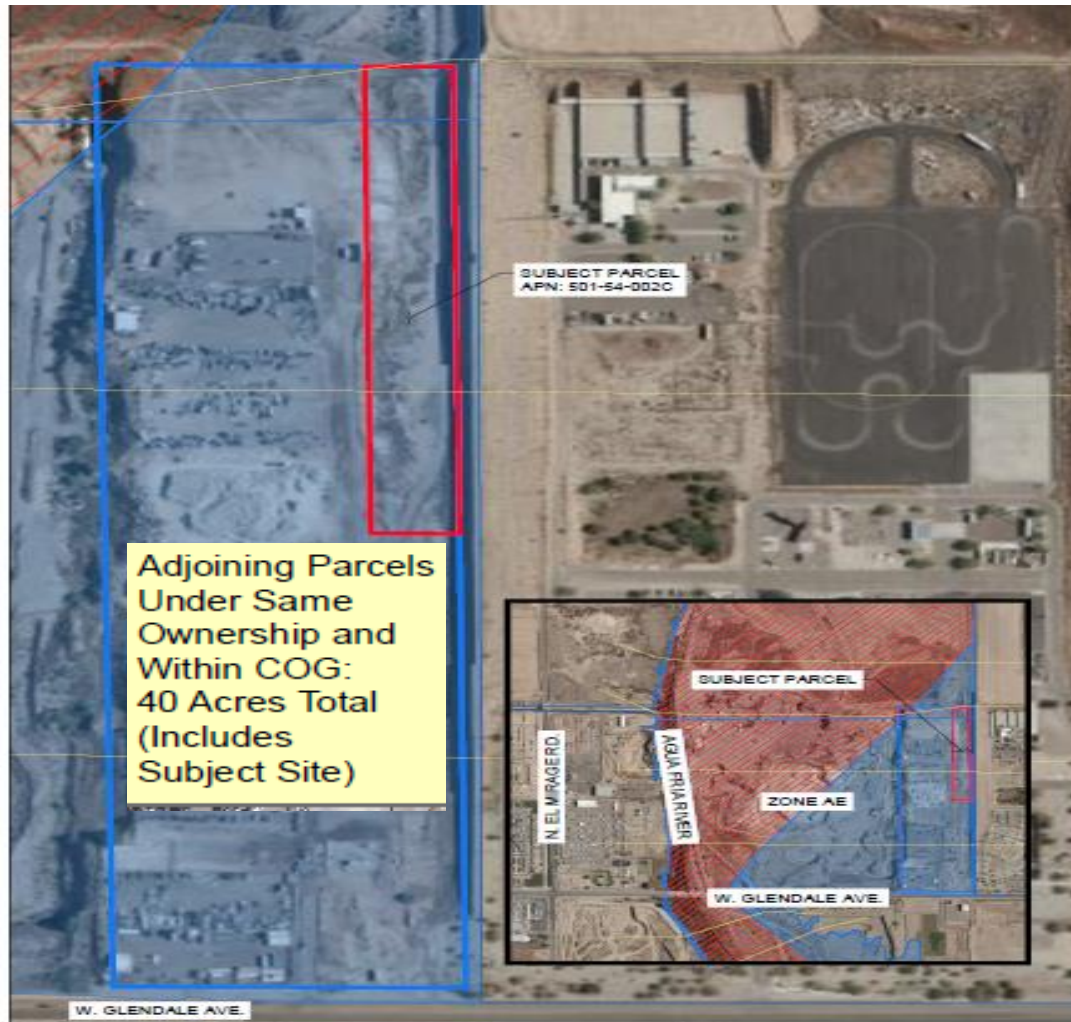 SUBJECT PARCEL
APN: 501-54-002C
Adjoining Parcels
Under Same
Ownership and
Within COG:
40 Acres Total
(Includes
Subject Site)
SUBJECT PARCEL
N. EL MIRAGE RD.
AGUA FRIA RIVER
ZONE AE
W. GLENDALE AVE.
W. GLENDALE AVE.